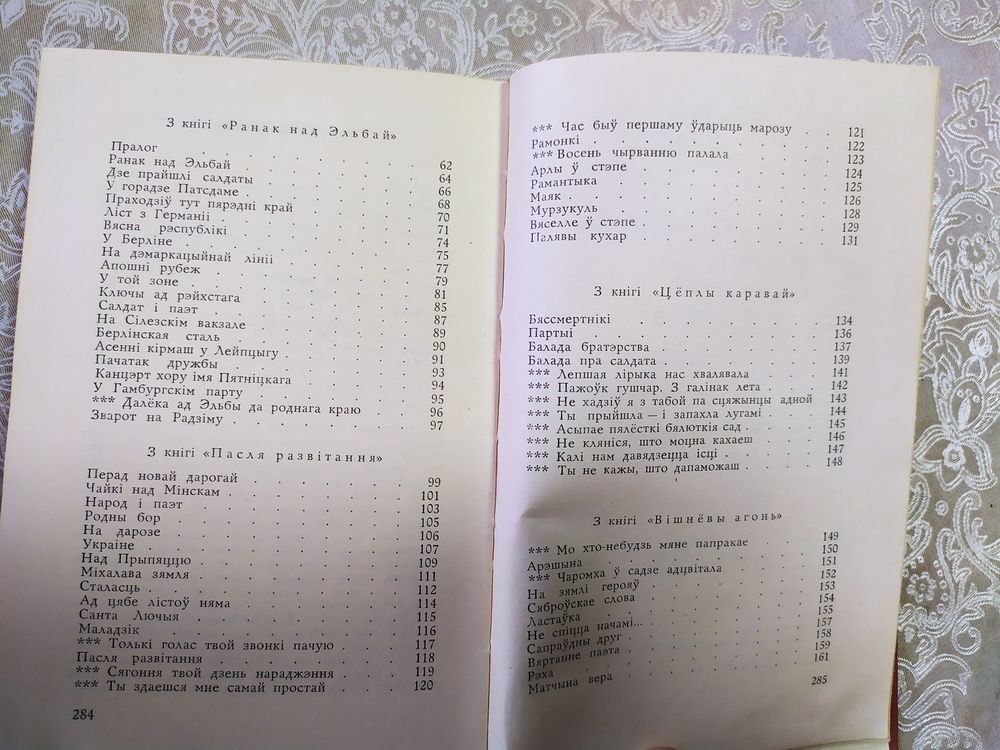 З кнігі «Ранак над Эльбай»
Пралог . . . . . . . . 62
Ранак над Эльбай . . . . . . 64
Дзе прайшлі салдаты . . . . . 66
У горадзе Патсдаме . . . . . 68
Праходзіў тут пярэдні край . . . . 70
Ліст з Германіі . . . . . . 71
Вясна рэспублікі . . . . . . 74
У Берліне . . . . . . . 75
На дэмаркацыйнай лініі . . . . 77
Апошні рубеж . . . . . . 79
У той зоне . . . . . . . 81
Ключы ад рэйхстага . . . . . 85
Салдат і паэт . . . . . . 87
На Сілезскім вакзале . . . . . 89
Берлінская сталь . . . . . . 90
Асенні кірмаш у Лейпцыгу . . . . 91
Пачатак дружбы . . . . . . 93
Канцэрт хору імя Пятніцкага . . . . 94
У Гамбургскім парту . . . . . 95
*** Далёка ад Эльбы да роднага краю . . 96
Зварот на Радзіму . . . . . 97
З кнігі «Пасля развітання»
Перад новай дарогай . . . . . 99
Чайкі над Мінскам . . . . . . 101
Народ і паэт . . . . . . . 103
Родны бор . . . . . . . 105
На дарозе . . . . . . . 106
Украіне . . . . . . . . 107
Над Прыпяццю . . . . . . 109
Міхалава зямля . . . . . . 111
Сталасць . . . . . . . . 112
Ад цябе лістоў няма . . . . . 114
Санта Лючыя . . . . . . 115
Маладзік . . . . . . . . 116
*** Толькі голас твой звонкі пачую . . . 117
Пасля развітання . . . . . . 118
*** Сягоння твой дзень нараджэння . . . 119
*** Ты здаешся мне самай простай . . . 120
284
*** Час быў першаму ўдарыць марозу . . 121
Рамонкі . . . . . . . . 122
*** Восень чырванню палала . . . . 123
Арлы ў стэпе . . . . . . . 124
Рамантыка . . . . . . . 125
Маяк . . . . . . . . 126
Мурзукуль . . . . . . . 128
Вяселле ў стэпе . . . . . . 129
Палявы кухар . . . . . . . 131
З кнігі «Цёплы каравай»
Бяссмертнікі . . . . . . . 134
Партыі . . . . . . . . 136
Балада братэрства . . . . . . 137
Балада пра салдата . . . . . . 139
*** Лепшая лірыка нас хвалявала . . . 141
*** Пажоўк гушчар. З галінак лета . . . 142
*** Не хадзіў я з табой па сцяжынцы адной 143
*** Ты прыйшла — і запахла лугамі . . . 144
*** Асыпае пялёсткі бялюткія сад . . . 145
*** Не кляніся, што моцна кахаеш . . . 146
*** Калі нам давядзецца ісці . . . . 147
*** Ты не кажы, што дапаможаш . . . . 148
З кнігі «Вішнёвы агонь»
*** Мо хто-небудзь мяне папракае . . . 149
Арэшына . . . . . . . 150
*** Чаромха ў садзе адцвітала . . . . 151
На зямлі герояў . . . . . . 152
Сяброўскае слова . . . . . . 153
Ластаўка . . . . . . . 154
Не спіцца начамі... . . . . . . 155
Сапраўдны друг . . . . . . 157
Вяртанне паэта . . . . . . 158
Рэха . . . . . . . . 159
Матчына вера . . . . . . . 161
285